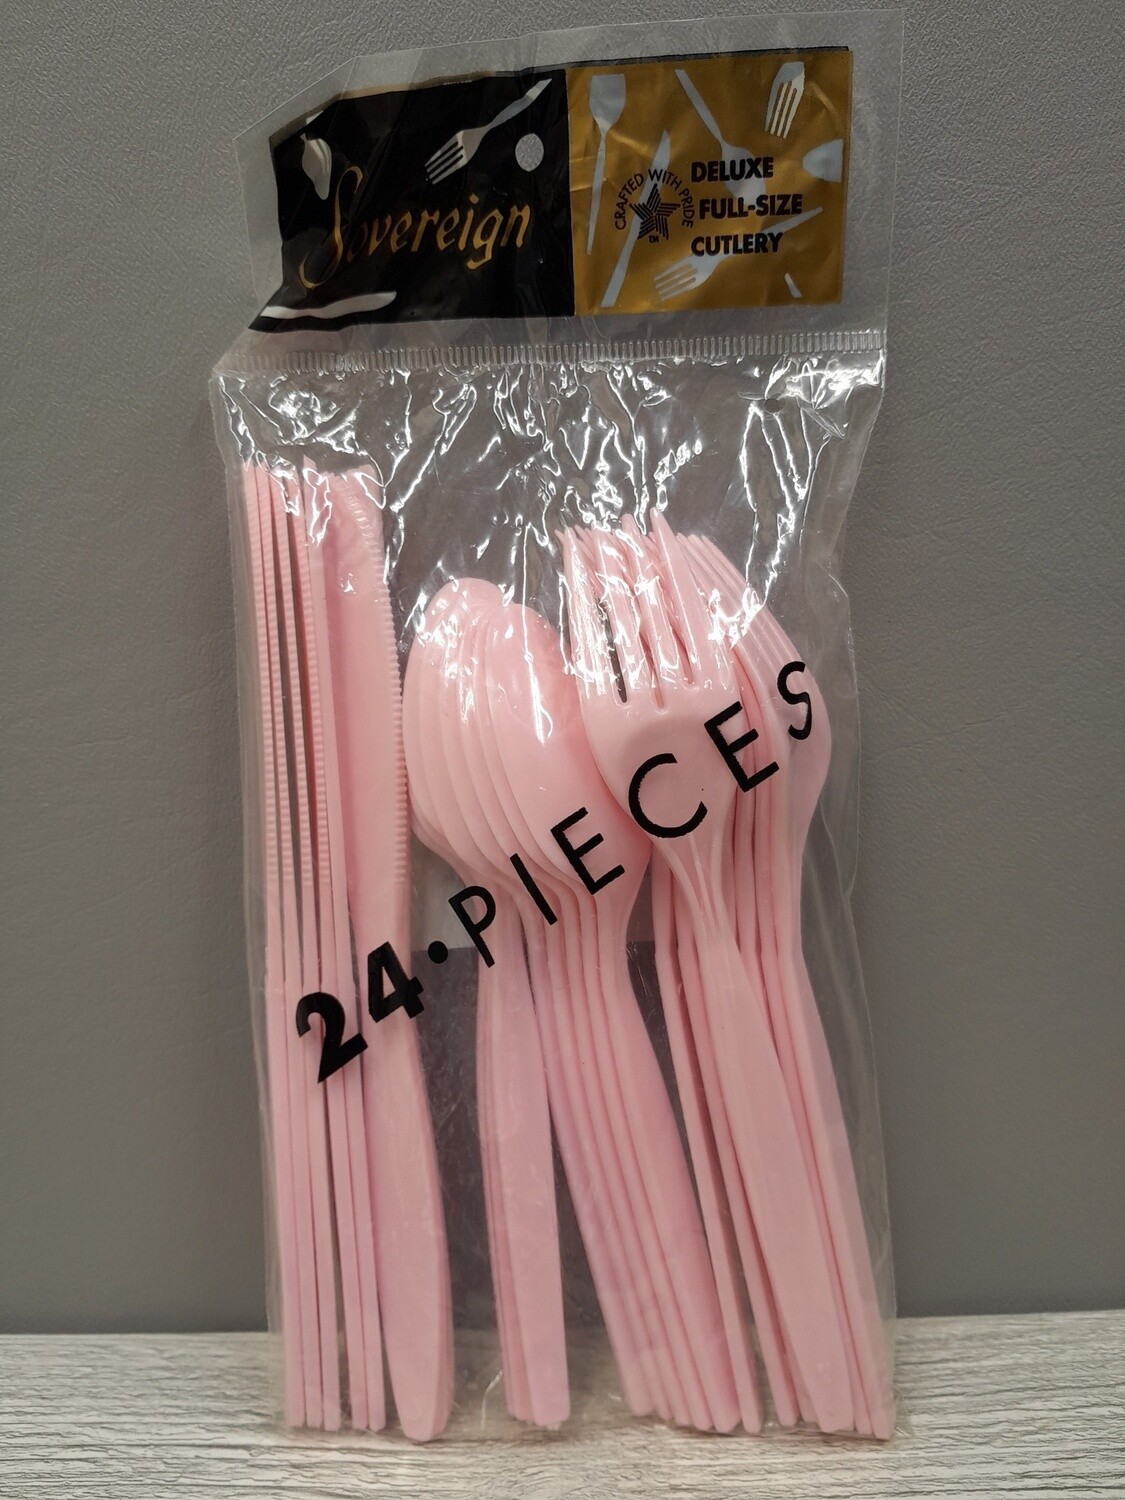 Sovereign
CRAFTED WITH PRIDE
DELUXE
FULL-SIZE
CUTLERY
24•PIECES